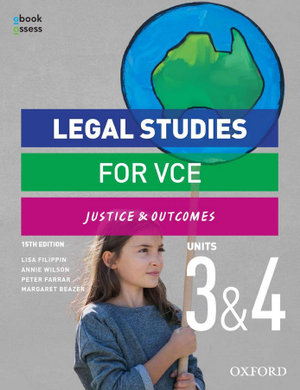 obook
assess
LEGAL STUDIES
FOR VCE
JUSTICE & OUTCOMES
15TH EDITION
LISA FILIPPIN
ANNIE WILSON
PETER FARRAR
MARGARET BEAZER
UNITS
3&4
OXFORD